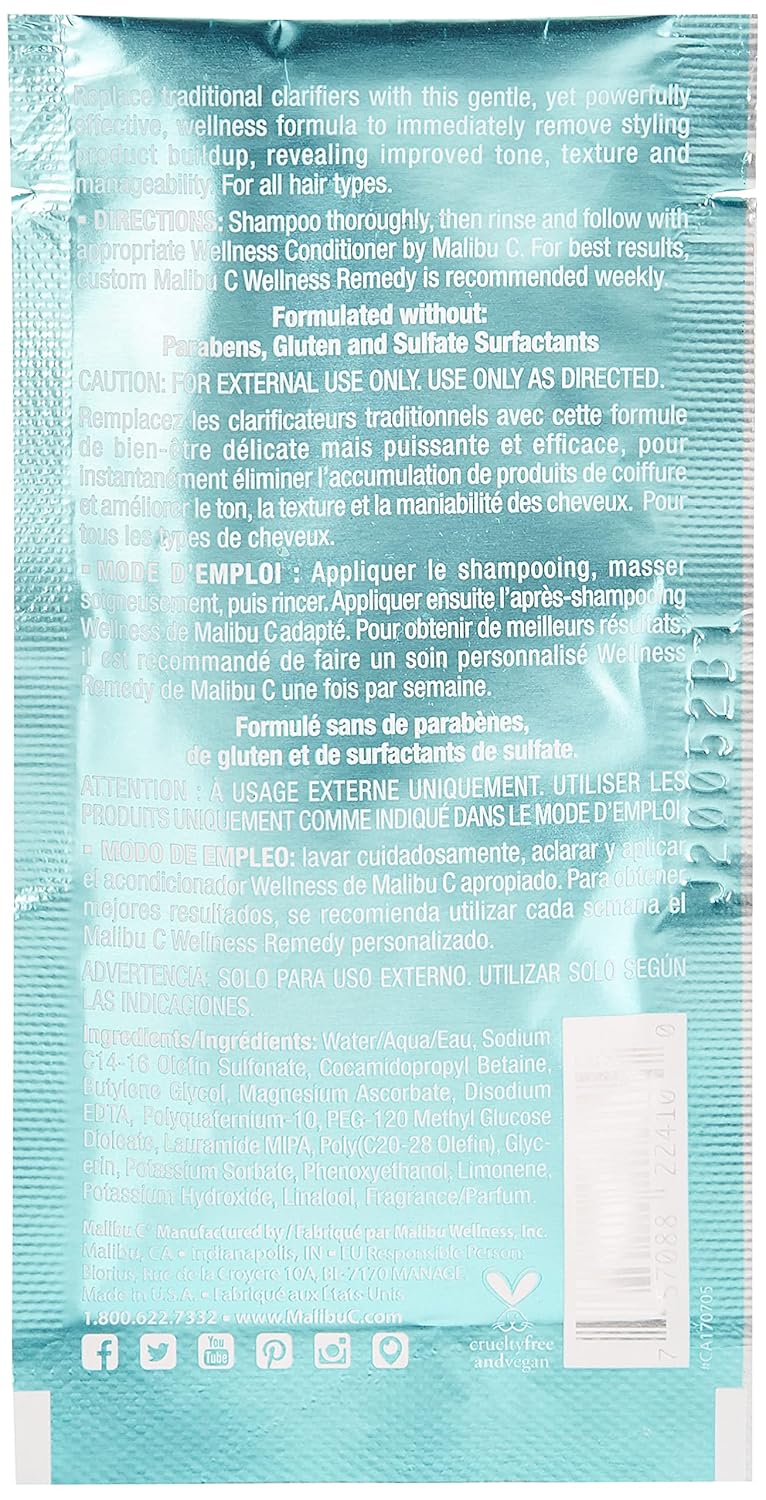 Replace traditional clarifiers with this gentle, yet powerfully
effective, wellness formula to immediately remove styling
product buildup, revealing improved tone, texture and
manageability. For all hair types.
▪ DIRECTIONS: Shampoo thoroughly, then rinse and follow with
appropriate Wellness Conditioner by Malibu C. For best results,
custom Malibu C Wellness Remedy is recommended weekly.
Formulated without:
Parabens, Gluten and Sulfate Surfactants
CAUTION: FOR EXTERNAL USE ONLY. USE ONLY AS DIRECTED.
Remplacez les clarificateurs traditionnels avec cette formule
de bien-être délicate mais puissante et efficace, pour
instantanément éliminer l'accumulation de produits de coiffure
et améliorer le ton, la texture et la maniabilité des cheveux. Pour
tous les types de cheveux.
▪ MODE D'EMPLOI : Appliquer le shampooing, masser
soigneusement, puis rincer. Appliquer ensuite l'après-shampooing
Wellness de Malibu C adapté. Pour obtenir de meilleurs résultats,
il est recommandé de faire un soin personnalisé Wellness
Remedy de Malibu C une fois par semaine.
Formulé sans de parabènes,
de gluten et de surfactants de sulfate.
ATTENTION : À USAGE EXTERNE UNIQUEMENT. UTILISER LES
PRODUITS UNIQUEMENT COMME INDIQUÉ DANS LE MODE D'EMPLOI.
▪ MODO DE EMPLEO: lavar cuidadosamente, aclarar y aplicar
el acondicionador Wellness de Malibu C apropiado. Para obtener
mejores resultados, se recomienda utilizar cada semana el
Malibu C Wellness Remedy personalizado.
ADVERTENCIA: SOLO PARA USO EXTERNO. UTILIZAR SOLO SEGÚN
LAS INDICACIONES.
Ingredients/Ingrédients: Water/Aqua/Eau, Sodium
C14-16 Olefin Sulfonate, Cocamidopropyl Betaine,
Butylene Glycol, Magnesium Ascorbate, Disodium
EDTA, Polyquaternium-10, PEG-120 Methyl Glucose
Dioleate, Lauramide MIPA, Poly(C20-28 Olefin), Glyc-
erin, Potassium Sorbate, Phenoxyethanol, Limonene,
Potassium Hydroxide, Linalool, Fragrance/Parfum.
Malibu C® Manufactured by / Fabriqué par Malibu Wellness, Inc.
Malibu, CA • Indianapolis, IN • EU Responsible Person:
Biorius, Rue de la Croyere 10A, BE-7170 MANAGE
Made in U.S.A. • Fabriqué aux États Unis
1.800.622.7332 • www.MalibuC.com
You
Tube
crueltyfree
andvegan
7 57088 22410 0
#CA170705
J20052B1